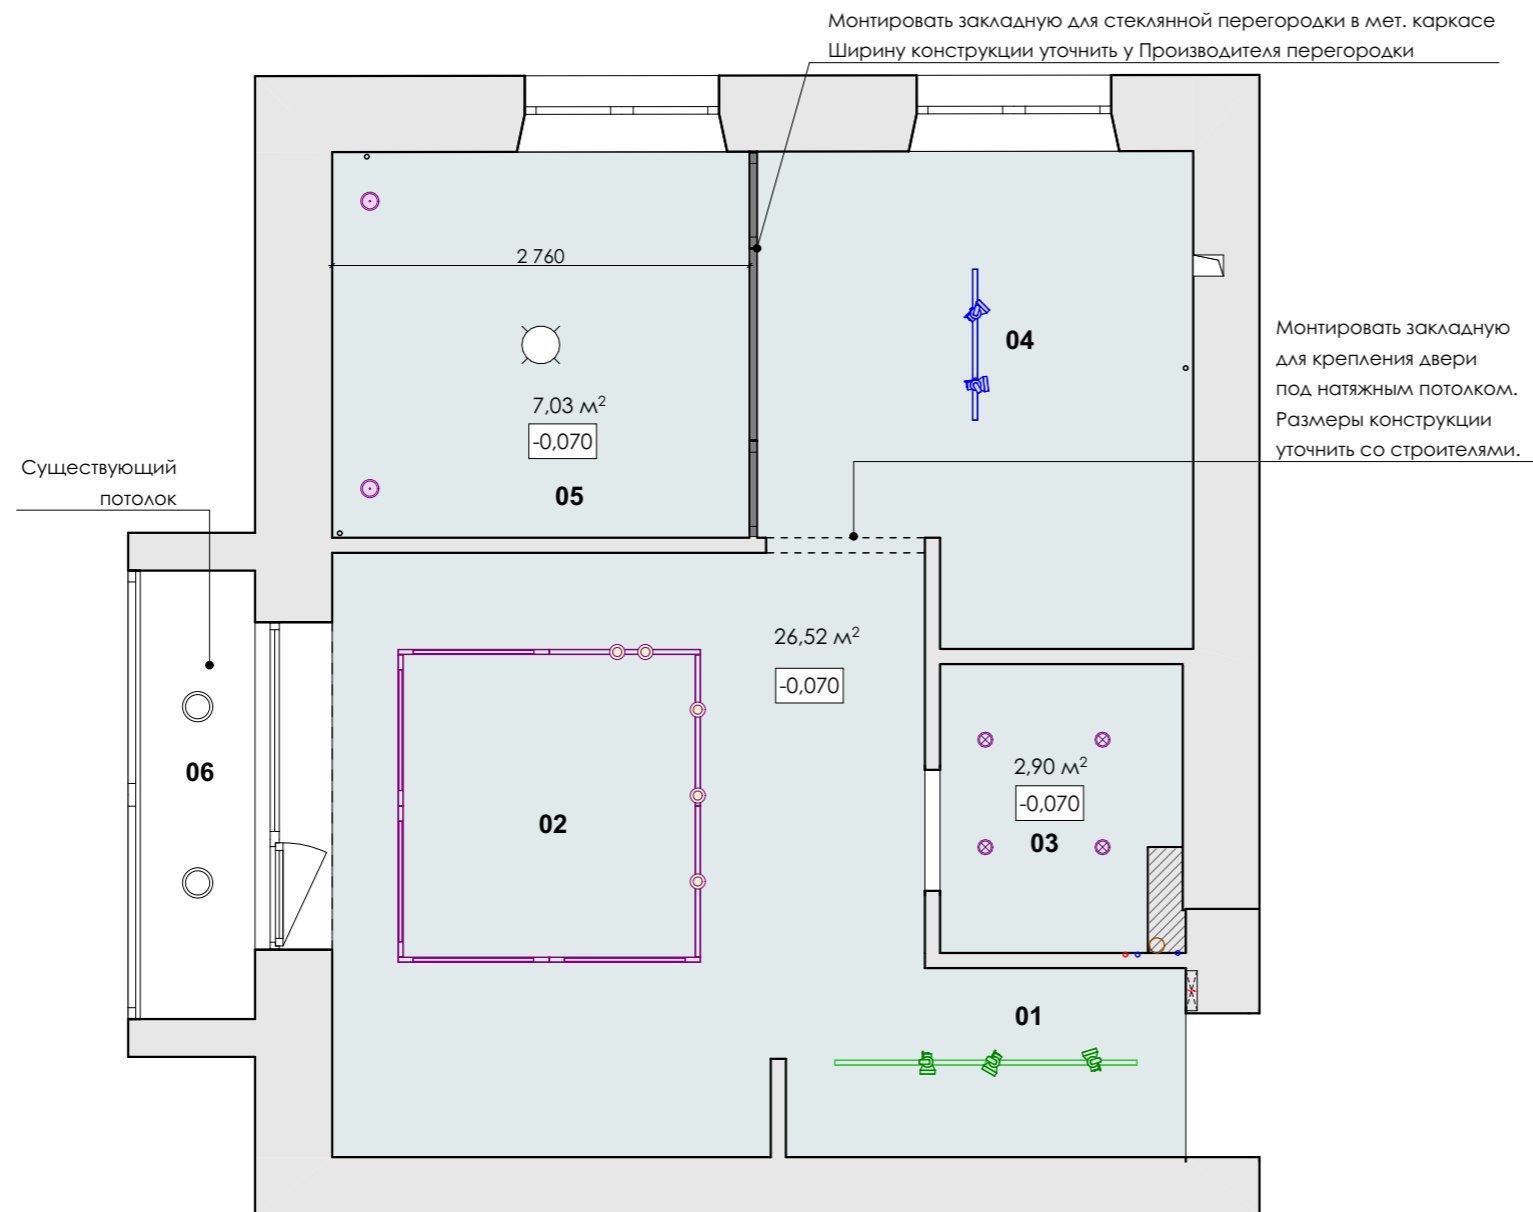 Монтировать закладную для стеклянной перегородки в мет. каркасе
Ширину конструкции уточнить у Производителя перегородки
2 760
04
Монтировать закладную
для крепления двери
под натяжным потолком.
Размеры конструкции
уточнить со строителями.
7,03 м²
-0,070
05
Существующий
потолок
26,52 м²
-0,070
06
02
2,90 м²
-0,070
03
01